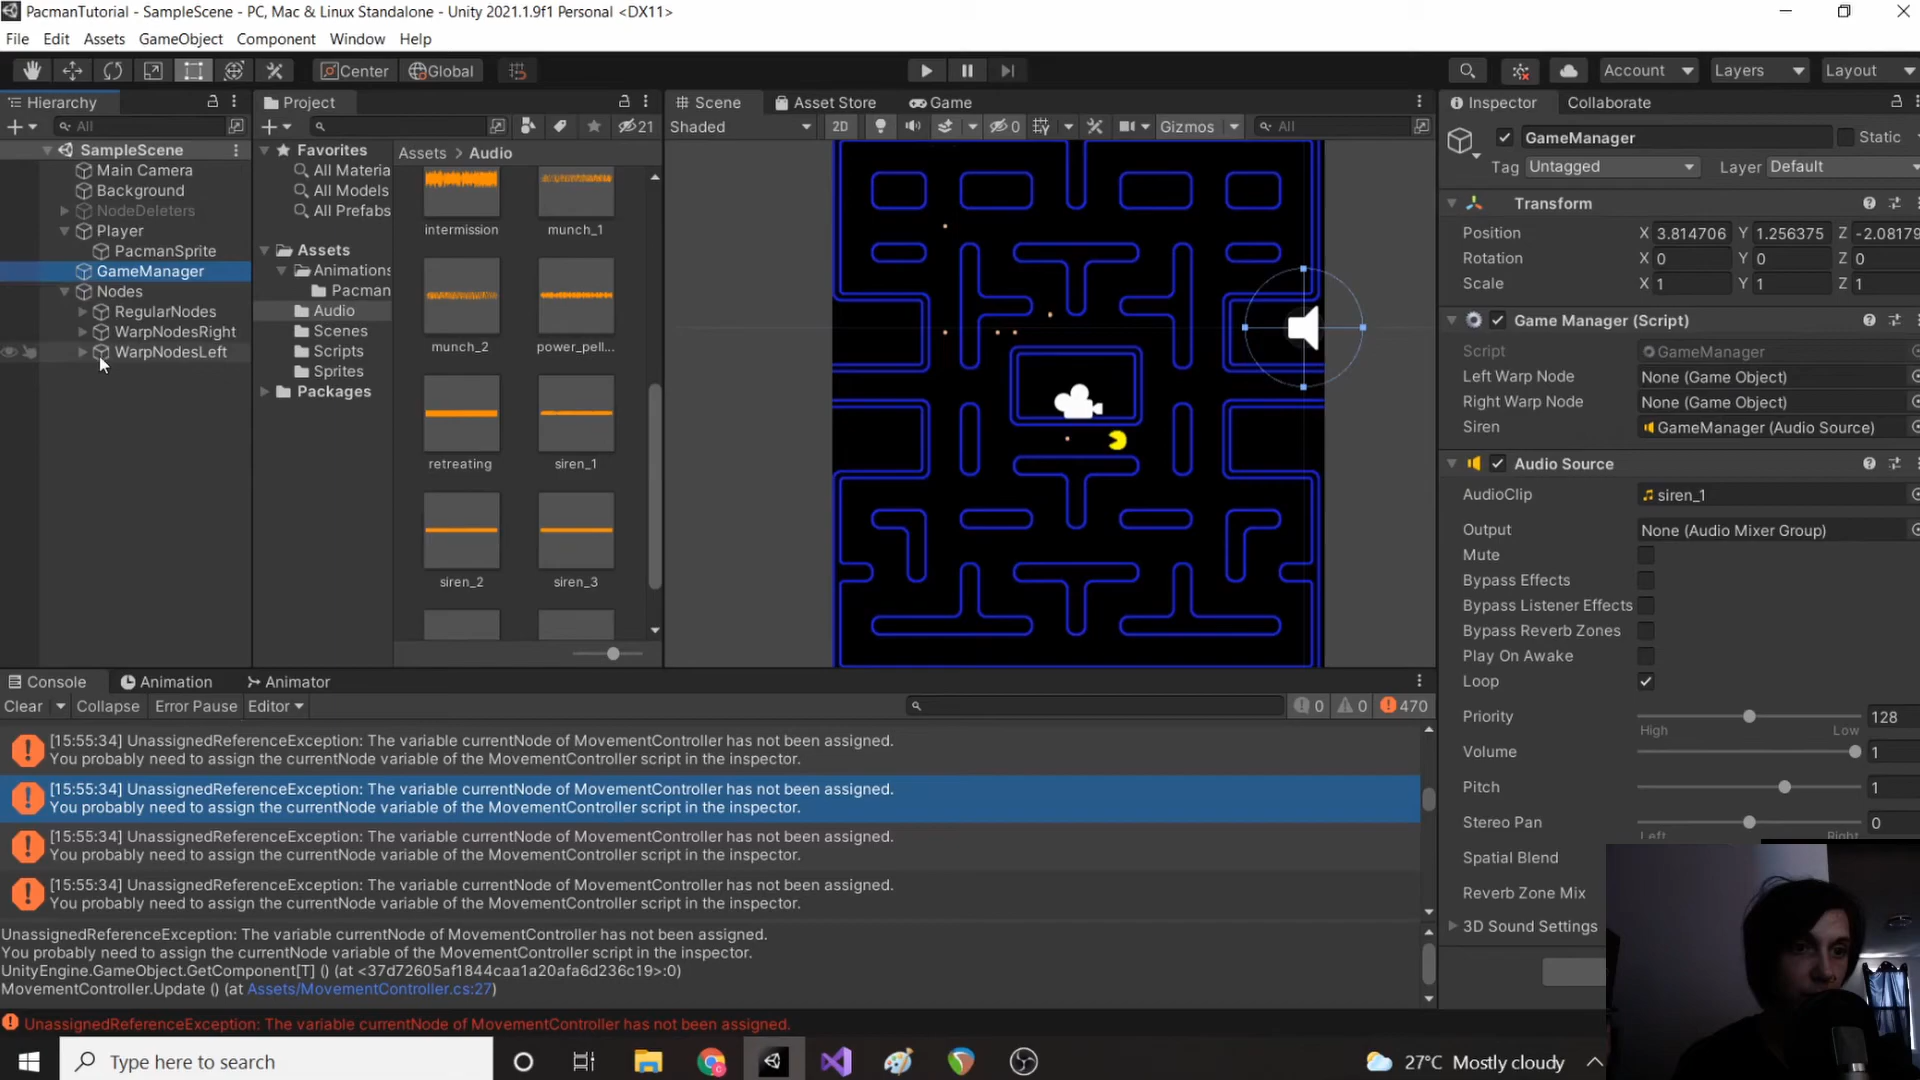 PacmanTutorial - SampleScene - PC, Mac & Linux Standalone - Unity 2021.1.9f1 Personal <DX11>
File Edit Assets GameObject Component Window Help
Center Global Account Layers Layout
Hierarchy
All
SampleScene
Main Camera
Background
NodeDeleters
Player
PacmanSprite
GameManager
Nodes
RegularNodes
WarpNodesRight
WarpNodesLeft
Project
21
Favorites
All Materia
All Models
All Prefabs
Assets
Animations
Pacman
Audio
Scenes
Scripts
Sprites
Packages
Assets > Audio
intermission munch_1
munch_2 power_pell...
retreating siren_1
siren_2 siren_3
Scene Asset Store Game
Shaded 2D 0 Gizmos All
Inspector Collaborate
GameManager Static
Tag Untagged Layer Default
Transform
Position X 3.814706 Y 1.256375 Z -2.08179
Rotation X 0 Y 0 Z 0
Scale X 1 Y 1 Z 1
Game Manager (Script)
Script GameManager
Left Warp Node None (Game Object)
Right Warp Node None (Game Object)
Siren GameManager (Audio Source)
Audio Source
AudioClip siren_1
Output None (Audio Mixer Group)
Mute
Bypass Effects
Bypass Listener Effects
Bypass Reverb Zones
Play On Awake
Loop
Priority 128
High Low
Volume 1
Pitch 1
Stereo Pan 0
Left Right
Spatial Blend
Reverb Zone Mix
3D Sound Settings
Console Animation Animator
Clear Collapse Error Pause Editor 0 0 470
[15:55:34] UnassignedReferenceException: The variable currentNode of MovementController has not been assigned.
You probably need to assign the currentNode variable of the MovementController script in the inspector.
[15:55:34] UnassignedReferenceException: The variable currentNode of MovementController has not been assigned.
You probably need to assign the currentNode variable of the MovementController script in the inspector.
[15:55:34] UnassignedReferenceException: The variable currentNode of MovementController has not been assigned.
You probably need to assign the currentNode variable of the MovementController script in the inspector.
[15:55:34] UnassignedReferenceException: The variable currentNode of MovementController has not been assigned.
You probably need to assign the currentNode variable of the MovementController script in the inspector.
UnassignedReferenceException: The variable currentNode of MovementController has not been assigned.
You probably need to assign the currentNode variable of the MovementController script in the inspector.
UnityEngine.GameObject.GetComponent[T] () (at <37d72605af1844caa1a20afa6d236c19>:0)
MovementController.Update () (at Assets/MovementController.cs:27)
UnassignedReferenceException: The variable currentNode of MovementController has not been assigned.
Type here to search 27°C Mostly cloudy